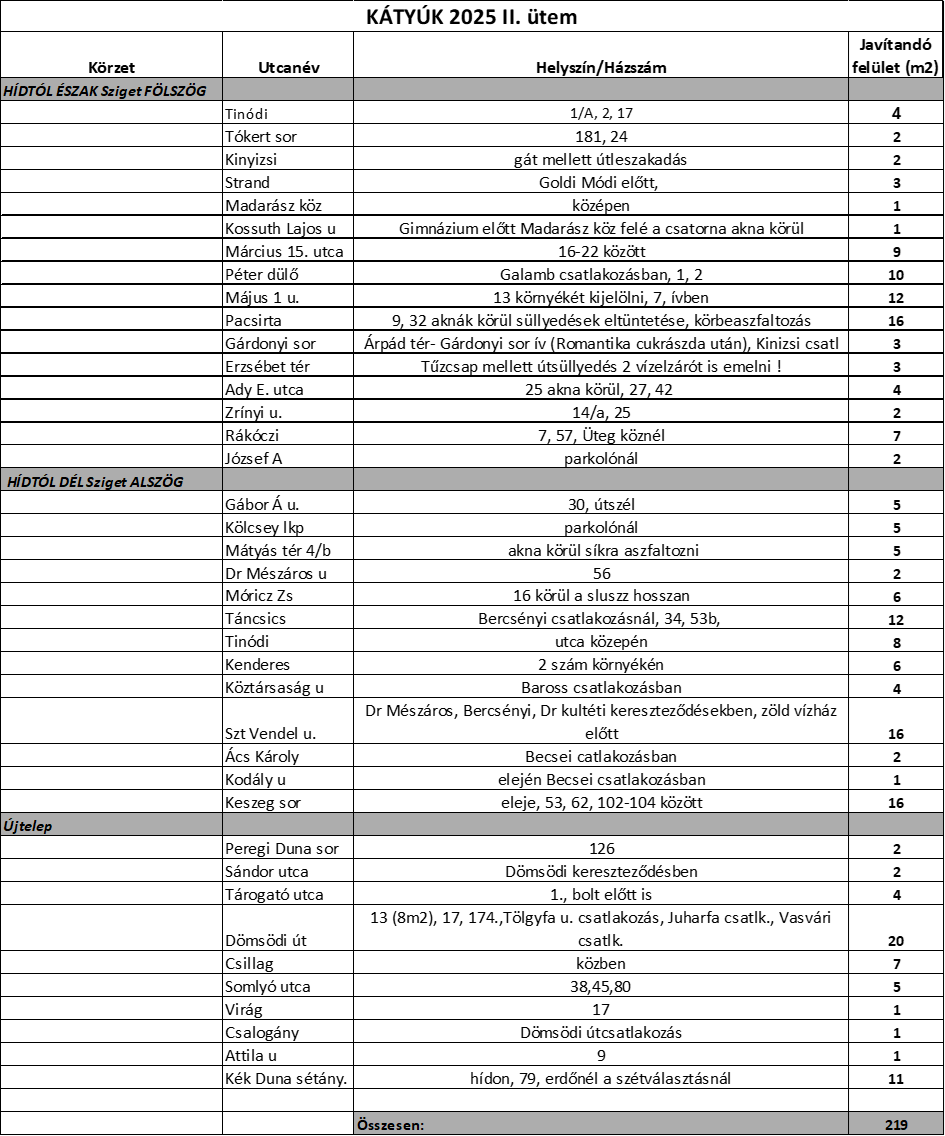 KÁTYÚK 2025 II. ütem
Körzet Utcanév Helyszín/Házszám Javítandó felület (m2)
HÍDTÓL ÉSZAK Sziget FÖLSZÖG
Tinódi 1/A, 2, 17 4
Tókert sor 181, 24 2
Kinyizsi gát mellett útleszakadás 2
Strand Goldi Módi előtt, 3
Madarász köz középen 1
Kossuth Lajos u Gimnázium előtt Madarász köz felé a csatorna akna körül 1
Március 15. utca 16-22 között 9
Péter dülő Galamb csatlakozásban, 1, 2 10
Május 1 u. 13 környékét kijelölni, 7, ívben 12
Pacsirta 9, 32 aknák körül süllyedések eltüntetése, körbeaszfaltozás 16
Gárdonyi sor Árpád tér- Gárdonyi sor ív (Romantika cukrászda után), Kinizsi csatl 3
Erzsébet tér Tűzcsap mellett útsüllyedés 2 vízelzárót is emelni ! 3
Ady E. utca 25 akna körül, 27, 42 4
Zrínyi u. 14/a, 25 2
Rákóczi 7, 57, Üteg köznél 7
József A parkolónál 2
HÍDTÓL DÉL Sziget ALSZÖG
Gábor Á u. 30, útszél 5
Kölcsey lkp parkolónál 5
Mátyás tér 4/b akna körül síkra aszfaltozni 5
Dr Mészáros u 56 2
Móricz Zs 16 körül a sluszz hosszan 6
Táncsics Bercsényi csatlakozásnál, 34, 53b, 12
Tinódi utca közepén 8
Kenderes 2 szám környékén 6
Köztársaság u Baross csatlakozásban 4
Szt Vendel u. Dr Mészáros, Bercsényi, Dr kultéti kereszteződésekben, zöld vízház
előtt 16
Ács Károly Becsei catlakozásban 2
Kodály u elején Becsei csatlakozásban 1
Keszeg sor eleje, 53, 62, 102-104 között 16
Újtelep
Peregi Duna sor 126 2
Sándor utca Dömsödi kereszteződésben 2
Tárogató utca 1., bolt előtt is 4
Dömsödi út 13 (8m2), 17, 174.,Tölgyfa u. csatlakozás, Juharfa csatlk., Vasvári
csatlk. 20
Csillag közben 7
Somlyó utca 38,45,80 5
Virág 17 1
Csalogány Dömsödi útcsatlakozás 1
Attila u 9 1
Kék Duna sétány. hídon, 79, erdőnél a szétválasztásnál 11
Összesen: 219